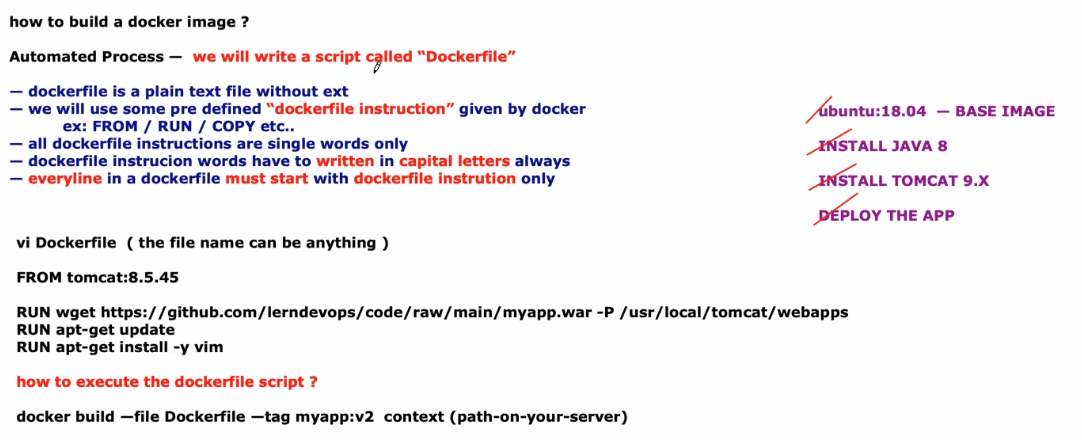 how to build a docker image ?
Automated Process — we will write a script called “Dockerfile”
— dockerfile is a plain text file without ext
— we will use some pre defined “dockerfile instruction” given by docker
ex: FROM / RUN / COPY etc..
— all dockerfile instructions are single words only
— dockerfile instrucion words have to written in capital letters always
— everyline in a dockerfile must start with dockerfile instrution only
ubuntu:18.04 — BASE IMAGE
INSTALL JAVA 8
INSTALL TOMCAT 9.X
DEPLOY THE APP
vi Dockerfile ( the file name can be anything )
FROM tomcat:8.5.45
RUN wget https://github.com/lerndevops/code/raw/main/myapp.war -P /usr/local/tomcat/webapps
RUN apt-get update
RUN apt-get install -y vim
how to execute the dockerfile script ?
docker build —file Dockerfile —tag myapp:v2 context (path-on-your-server)